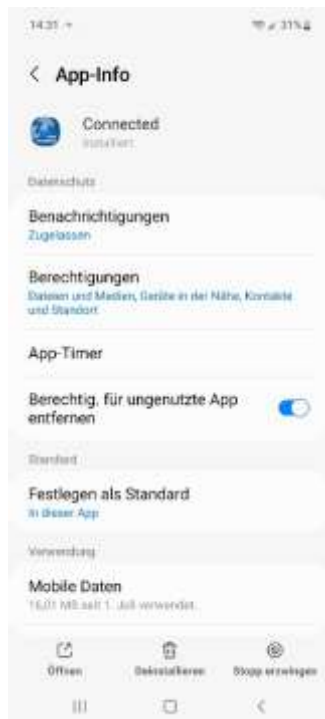 14:31
31%
App-Info
Connected
Installiert
Datenschutz
Benachrichtigungen
Zugelassen
Berechtigungen
Dateien und Medien, Geräte in der Nähe, Kontakte
und Standort
App-Timer
Berechtig. für ungenutzte App
entfernen
Standard
Festlegen als Standard
In dieser App
Verwendung
Mobile Daten
16,01 MB seit 1. Juli verwendet.
Öffnen Deinstallieren Stopp erzwingen